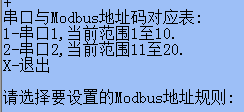 +
串口与Modbus地址码对应表:
1-串口1,当前范围1至10.
2-串口2,当前范围11至20.
X-退出
请选择要设置的Modbus地址规则: